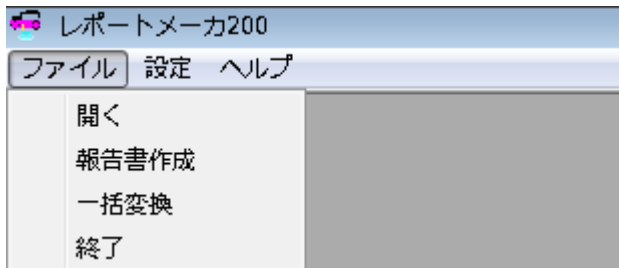 レポートメーカ200
ファイル 設定 ヘルプ
開く
報告書作成
一括変換
終了